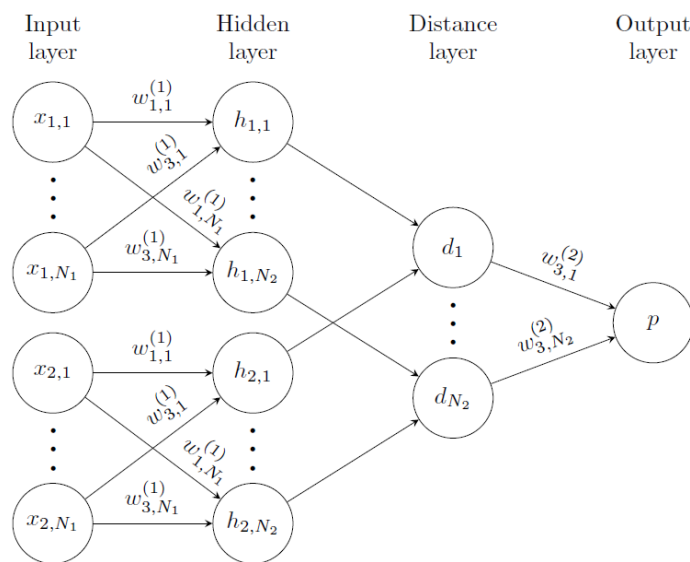 Input layer
Hidden layer
Distance layer
Output layer
x_{1,1}
w_{1,1}^{(1)}
h_{1,1}
w_{3,1}^{(1)}
w_{1,N_1}^{(1)}
x_{1,N_1}
w_{3,N_1}^{(1)}
h_{1,N_2}
d_1
w_{3,1}^{(2)}
p
x_{2,1}
w_{1,1}^{(1)}
h_{2,1}
w_{3,N_2}^{(2)}
d_{N_2}
w_{3,1}^{(1)}
w_{1,N_1}^{(1)}
x_{2,N_1}
w_{3,N_1}^{(1)}
h_{2,N_2}